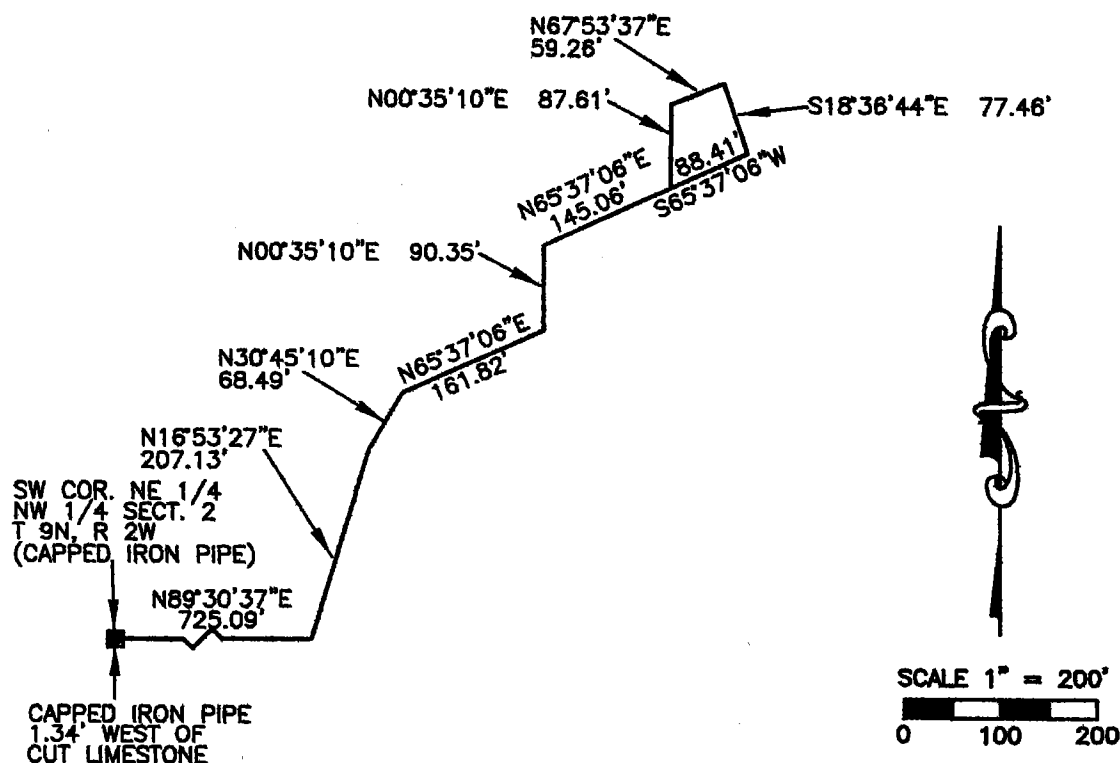 N67°53'37"E
59.26'
N00°35'10"E 87.61'
S18°36'44"E 77.46'
88.41'
S65°37'06"W
N65°37'06"E
145.06'
N00°35'10"E 90.35'
N65°37'06"E
161.82'
N30°45'10"E
68.49'
N16°53'27"E
207.13'
SW COR. NE 1/4
NW 1/4 SECT. 2
T 9N, R 2W
(CAPPED IRON PIPE)
N89°30'37"E
725.09'
CAPPED IRON PIPE
1.34' WEST OF
CUT LIMESTONE
SCALE 1" = 200'
0 100 200